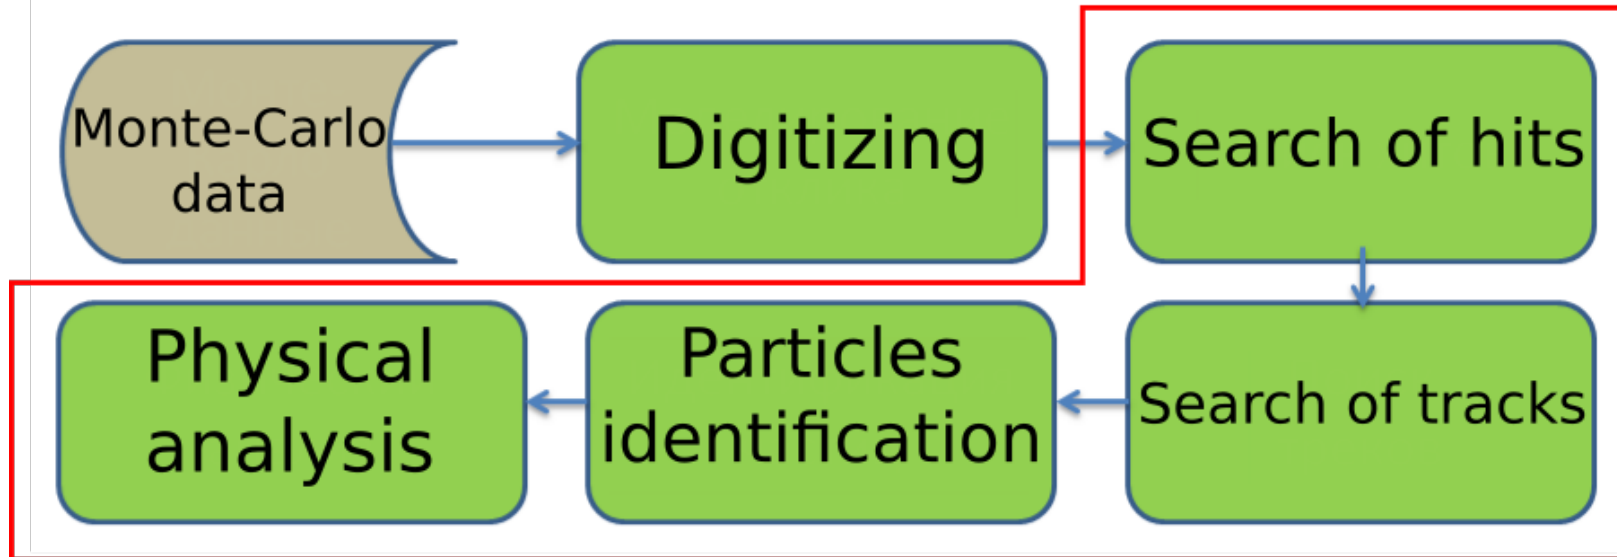 Monte-Carlo
data
Digitizing
Search of hits
Search of tracks
Particles
identification
Physical
analysis